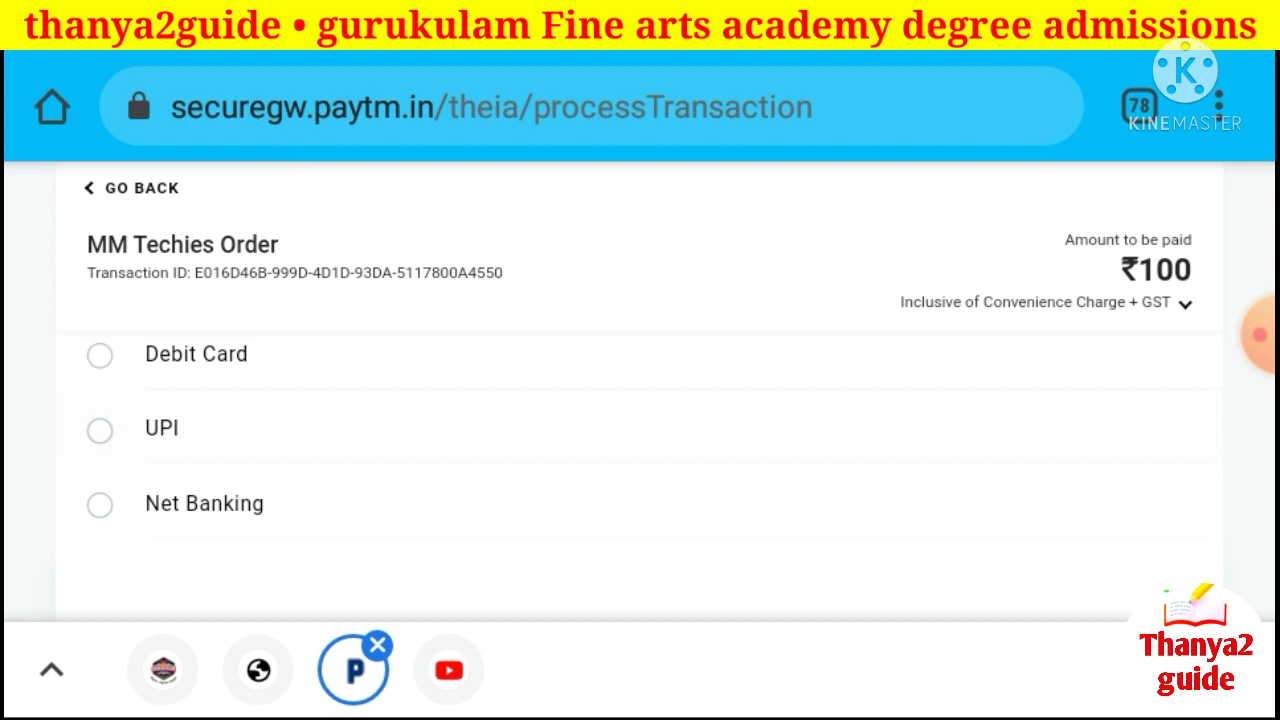 thanya2guide • gurukulam Fine arts academy degree admissions
securegw.paytm.in/theia/processTransaction
78
K
KINEMASTER
GO BACK
MM Techies Order
Transaction ID: E016D46B-999D-4D1D-93DA-5117800A4550
Amount to be paid
₹100
Inclusive of Convenience Charge + GST
Debit Card
UPI
Net Banking
P
Thanya2
guide